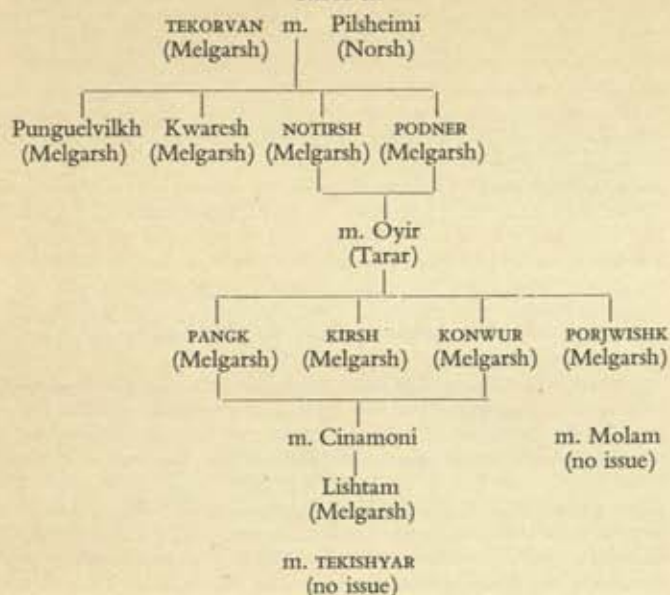 TEKORVAN m. Pilsheimi
(Melgarsh) (Norsh)
Punguelvilkh Kwaresh NOTIRSH PODNER
(Melgarsh) (Melgarsh) (Melgarsh) (Melgarsh)
m. Oyir
(Tarar)
PANGK KIRSH KONWUR PORJWISHK
(Melgarsh) (Melgarsh) (Melgarsh) (Melgarsh)
m. Cinamoni m. Molam
(no issue)
Lishtam
(Melgarsh)
m. TEKISHYAR
(no issue)